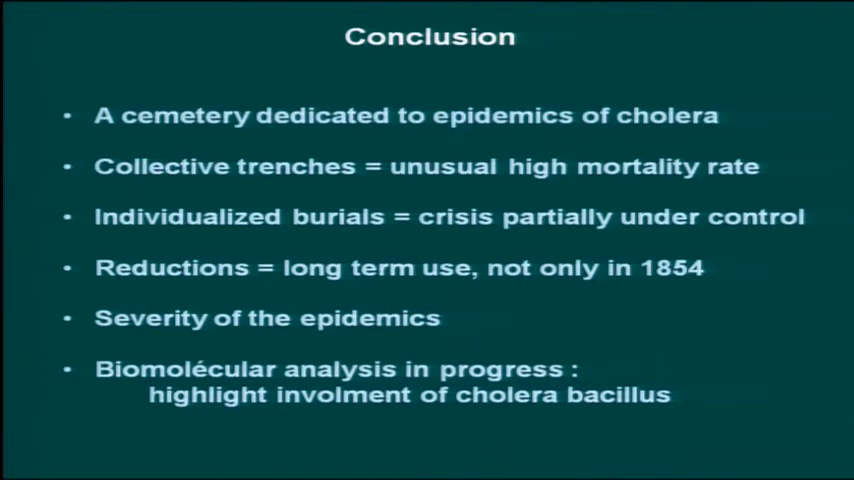 Conclusion
• A cemetery dedicated to epidemics of cholera
• Collective trenches = unusual high mortality rate
• Individualized burials = crisis partially under control
• Reductions = long term use, not only in 1854
• Severity of the epidemics
• Biomolécular analysis in progress :
highlight involment of cholera bacillus